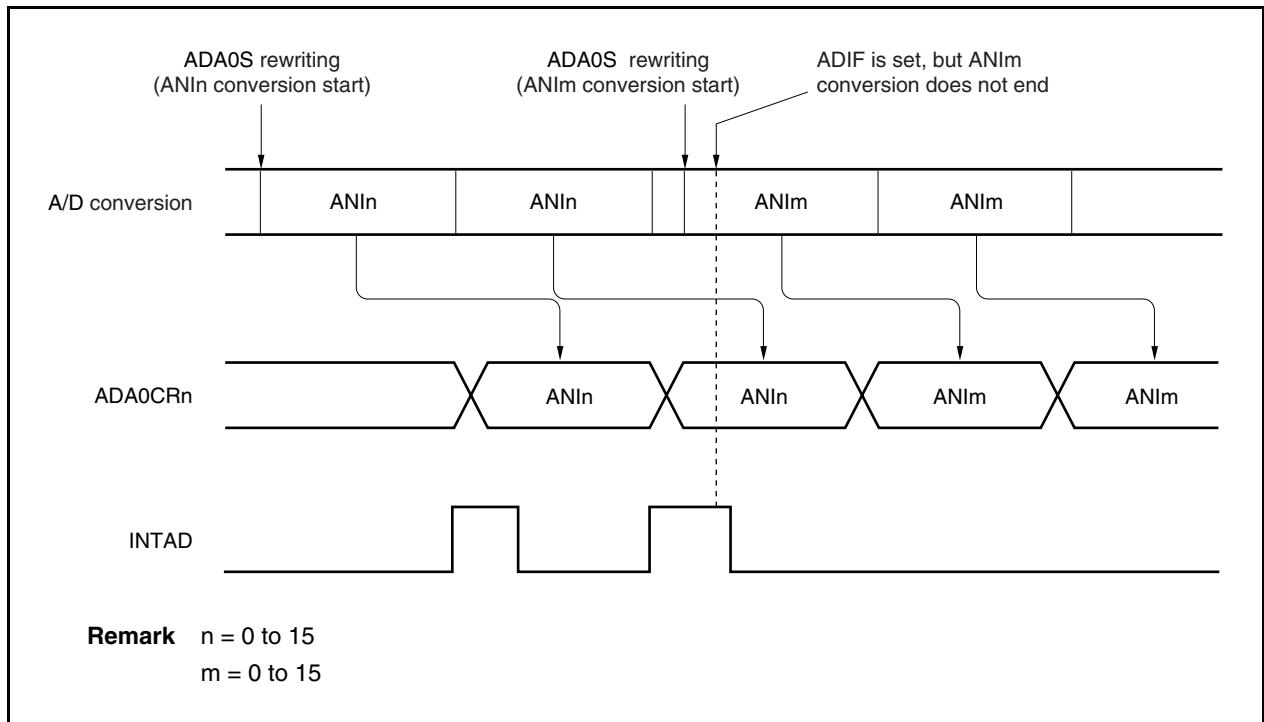 ADA0S rewriting
(ANIn conversion start)
ADA0S rewriting
(ANIm conversion start)
ADIF is set, but ANIm
conversion does not end
A/D conversion
ANIn
ANIn
ANIm
ANIm
ADA0CRn
ANIn
ANIn
ANIm
ANIm
INTAD
Remark n = 0 to 15
m = 0 to 15